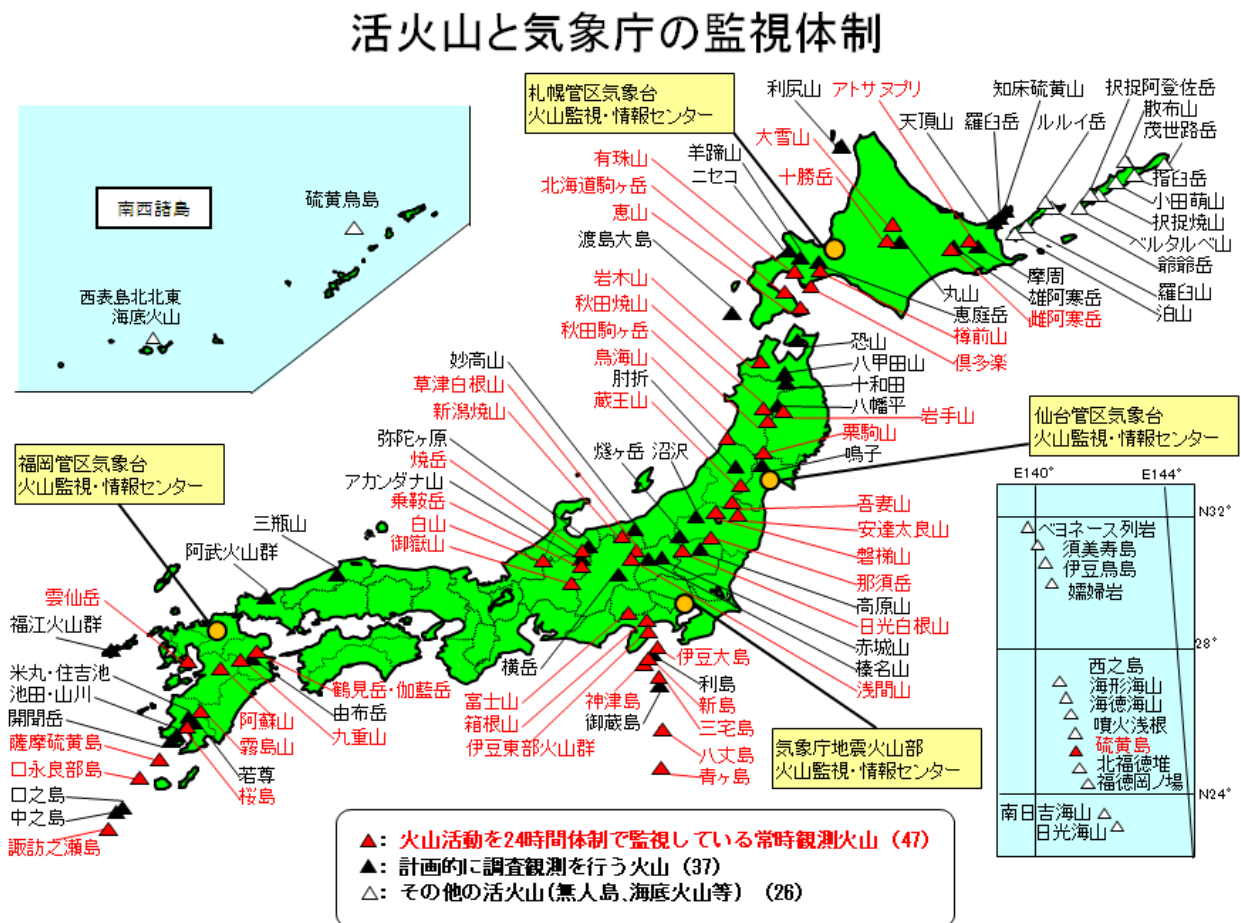 活火山と気象庁の監視体制
札幌管区気象台
火山監視・情報センター
利尻山
アトサヌプリ
知床硫黄山
択捉阿登佐岳
散布山
茂世路岳
天頂山
羅臼岳
ルルイ岳
大雪山
十勝岳
羊蹄山
ニセコ
有珠山
北海道駒ヶ岳
恵山
渡島大島
指臼岳
小田萌山
択捉焼山
ベルタルベ山
爺爺岳
羅臼山
泊山
摩周
雄阿寒岳
雌阿寒岳
丸山
恵庭岳
樽前山
倶多楽
南西諸島
硫黄鳥島
西表島北北東
海底火山
岩木山
秋田焼山
秋田駒ヶ岳
鳥海山
肘折
蔵王山
恐山
八甲田山
十和田
八幡平
岩手山
栗駒山
鳴子
仙台管区気象台
火山監視・情報センター
妙高山
草津白根山
新潟焼山
弥陀ヶ原
焼岳
アカンダナ山
乗鞍岳
白山
御嶽山
燧ヶ岳
沼沢
吾妻山
安達太良山
磐梯山
那須岳
高原山
日光白根山
赤城山
榛名山
浅間山
福岡管区気象台
火山監視・情報センター
三瓶山
阿武火山群
雲仙岳
福江火山群
米丸・住吉池
池田・山川
開聞岳
薩摩硫黄島
口永良部島
口之島
中之島
諏訪之瀬島
鶴見岳・伽藍岳
由布岳
九重山
阿蘇山
霧島山
若尊
桜島
横岳
富士山
箱根山
伊豆東部火山群
伊豆大島
利島
新島
神津島
御蔵島
三宅島
八丈島
青ヶ島
気象庁地震火山部
火山監視・情報センター
E140°
E144°
N32°
ベヨネース列岩
須美寿島
伊豆鳥島
孀婦岩
28°
西之島
海形海山
海徳海山
噴火浅根
硫黄島
北福徳堆
福徳岡ノ場
N24°
南日吉海山
日光海山
▲: 火山活動を24時間体制で監視している常時観測火山 (47)
▲: 計画的に調査観測を行う火山 (37)
△: その他の活火山(無人島、海底火山等) (26)